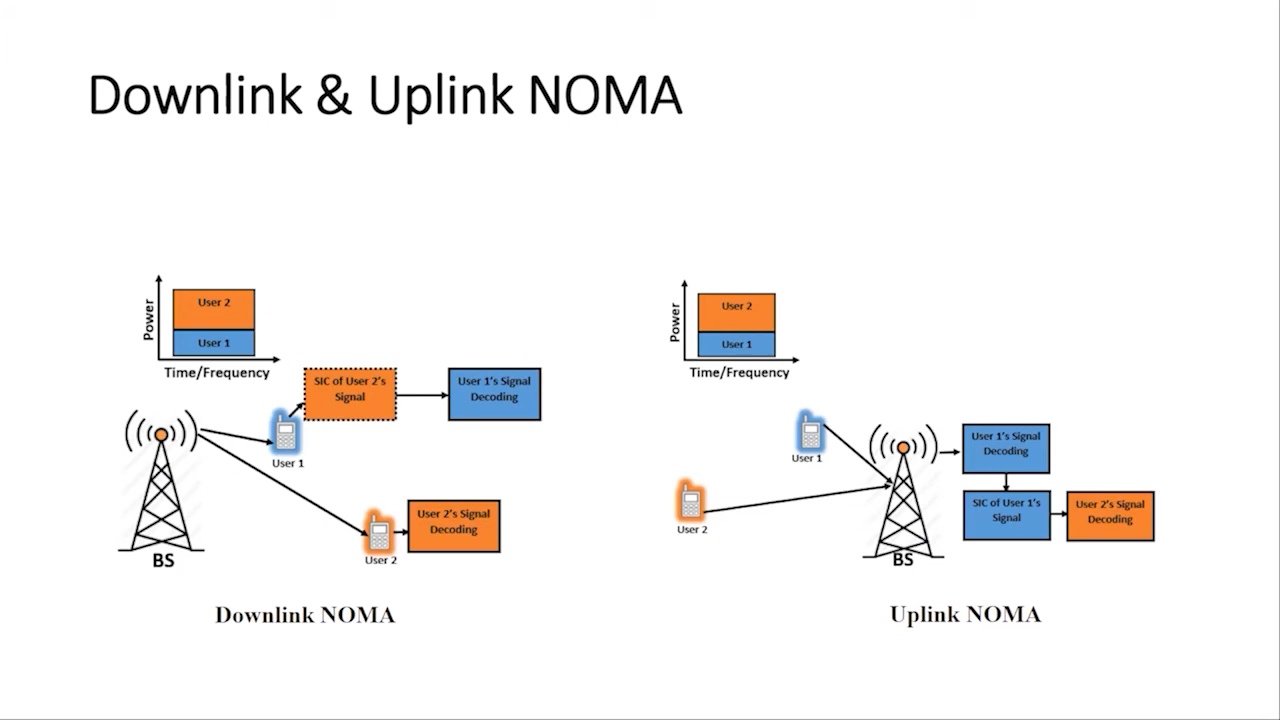 Downlink & Uplink NOMA
Power
User 2
User 1
Time/Frequency
SIC of User 2's
Signal
User 1's Signal
Decoding
User 1
User 2's Signal
Decoding
User 2
BS
Downlink NOMA
Power
User 2
User 1
Time/Frequency
User 1
User 2
User 1's Signal
Decoding
SIC of User 1's
Signal
User 2's Signal
Decoding
BS
Uplink NOMA